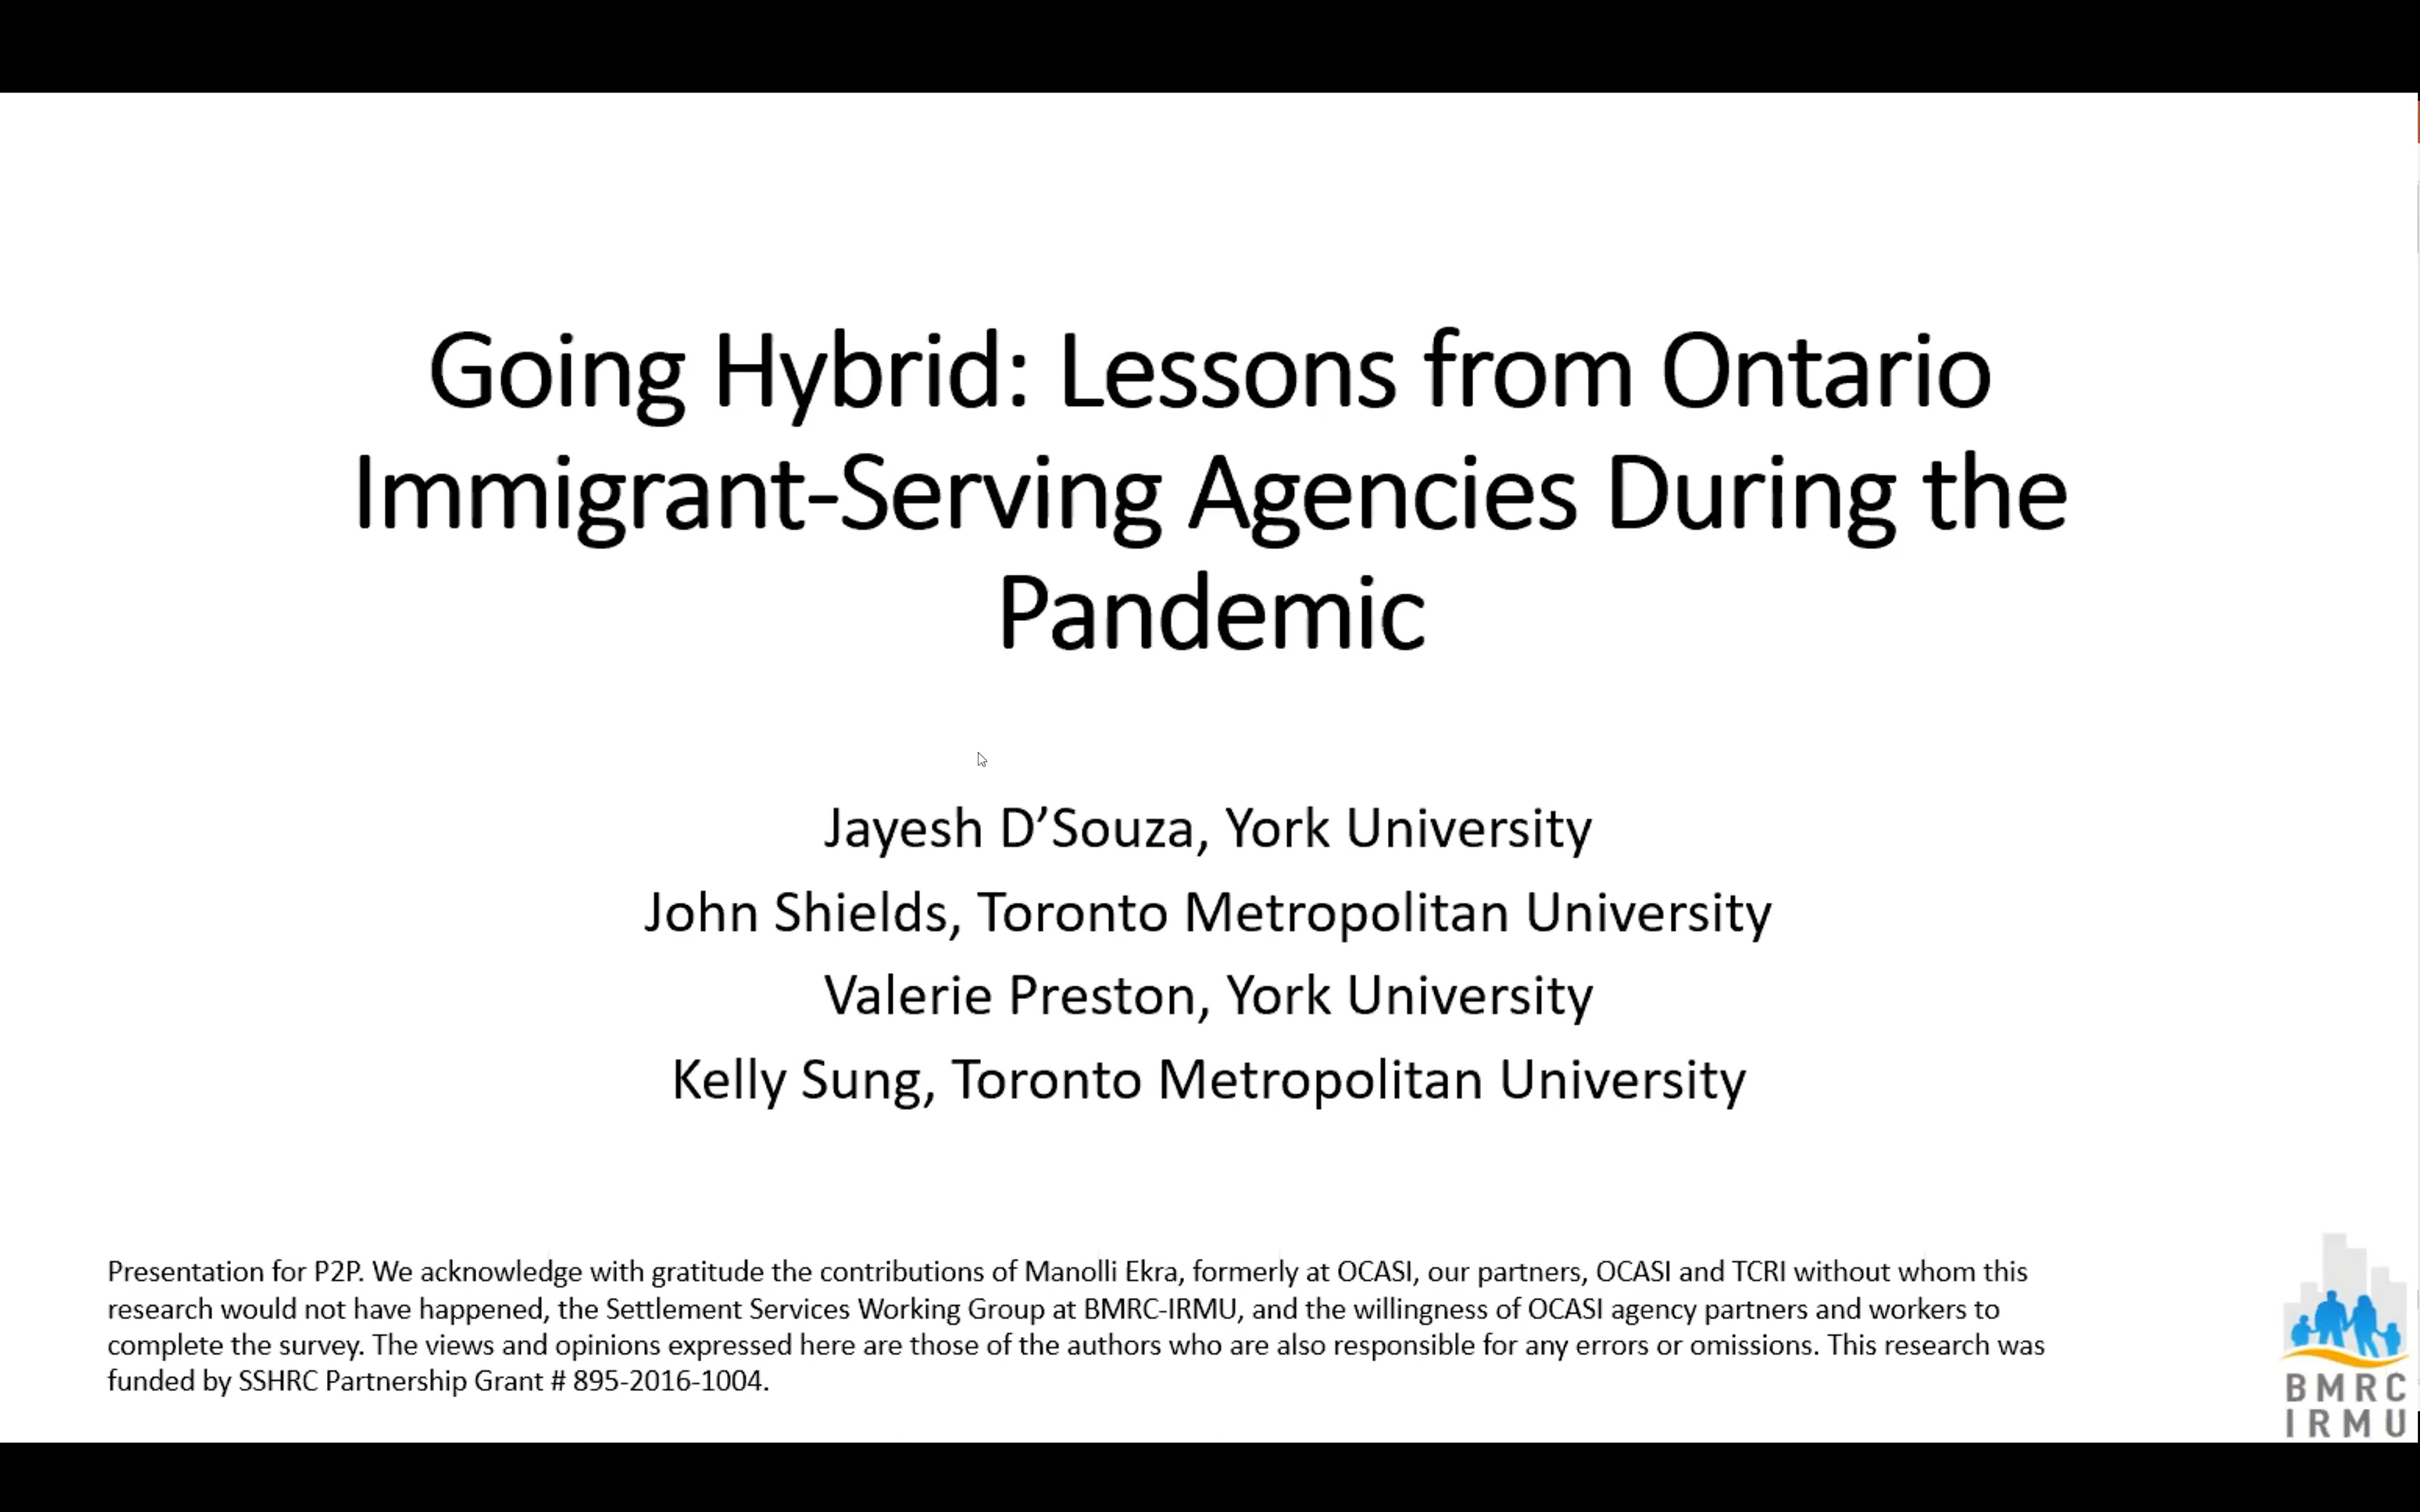 Going Hybrid: Lessons from Ontario
Immigrant-Serving Agencies During the
Pandemic
Jayesh D’Souza, York University
John Shields, Toronto Metropolitan University
Valerie Preston, York University
Kelly Sung, Toronto Metropolitan University
Presentation for P2P. We acknowledge with gratitude the contributions of Manolli Ekra, formerly at OCASI, our partners, OCASI and TCRI without whom this
research would not have happened, the Settlement Services Working Group at BMRC-IRMU, and the willingness of OCASI agency partners and workers to
complete the survey. The views and opinions expressed here are those of the authors who are also responsible for any errors or omissions. This research was
funded by SSHRC Partnership Grant # 895-2016-1004.
BMRC
IRMU